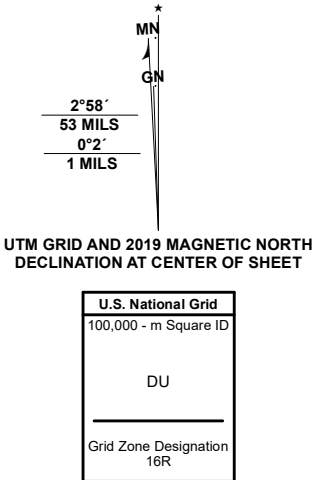 MN
GN
2°58´
53 MILS
0°2´
1 MILS
UTM GRID AND 2019 MAGNETIC NORTH
DECLINATION AT CENTER OF SHEET
U.S. National Grid
100,000 - m Square ID
DU
Grid Zone Designation
16R